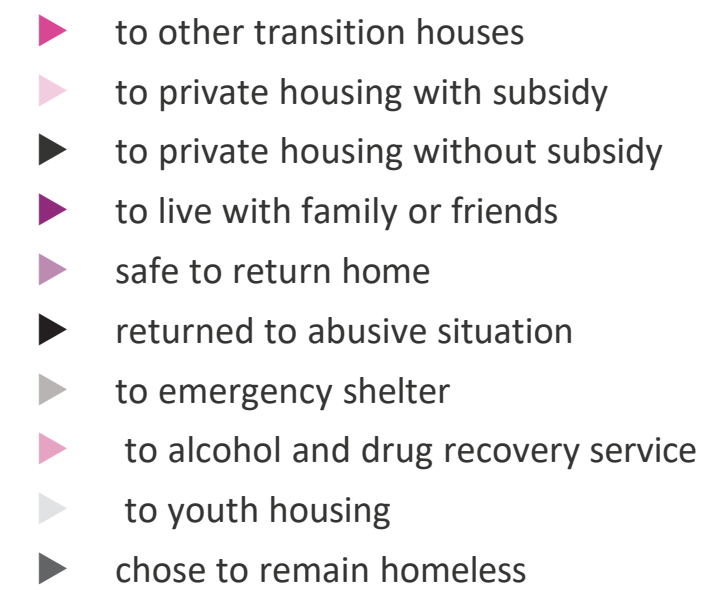 to other transition houses
to private housing with subsidy
to private housing without subsidy
to live with family or friends
safe to return home
returned to abusive situation
to emergency shelter
to alcohol and drug recovery service
to youth housing
chose to remain homeless